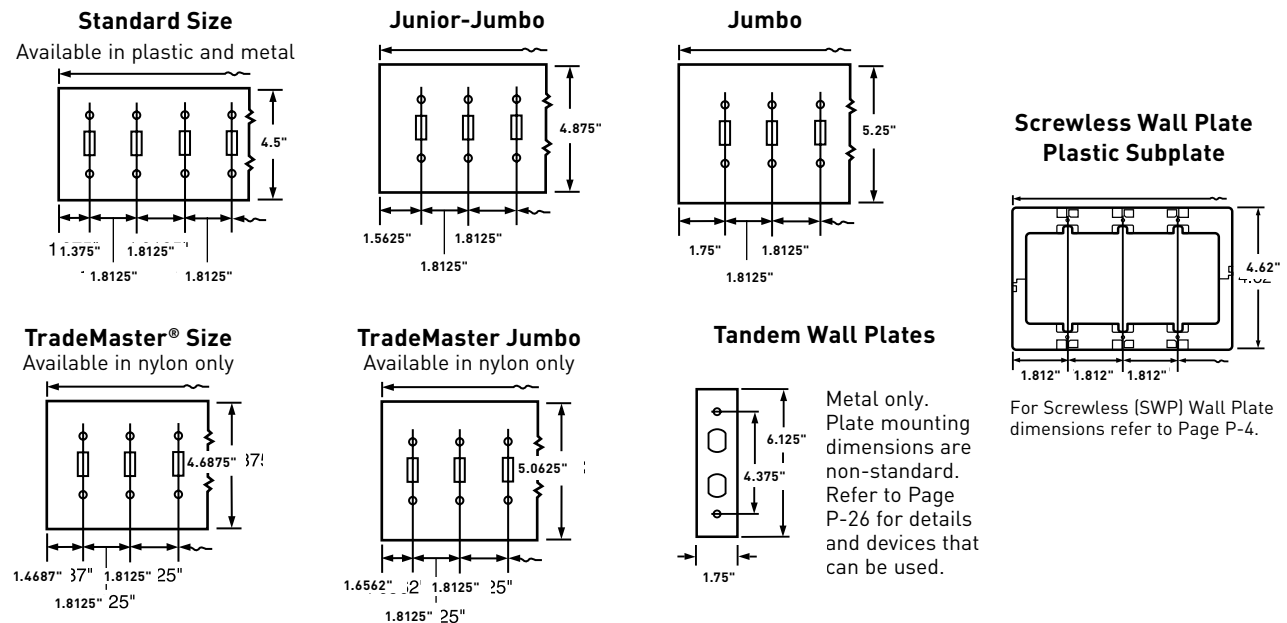 Standard Size
Available in plastic and metal
4.5"
1.375"
1.8125"
1.8125"
1.8125"
Junior-Jumbo
4.875"
1.5625"
1.8125"
1.8125"
Jumbo
5.25"
1.75"
1.8125"
1.8125"
Screwless Wall Plate
Plastic Subplate
4.62"
1.812"
1.812"
1.812"
For Screwless (SWP) Wall Plate
dimensions refer to Page P-4.
TradeMaster® Size
Available in nylon only
4.6875"
1.4687"
1.8125"
1.8125"
TradeMaster Jumbo
Available in nylon only
5.0625"
1.6562"
1.8125"
1.8125"
Tandem Wall Plates
6.125"
4.375"
1.75"
Metal only.
Plate mounting
dimensions are
non-standard.
Refer to Page
P-26 for details
and devices that
can be used.